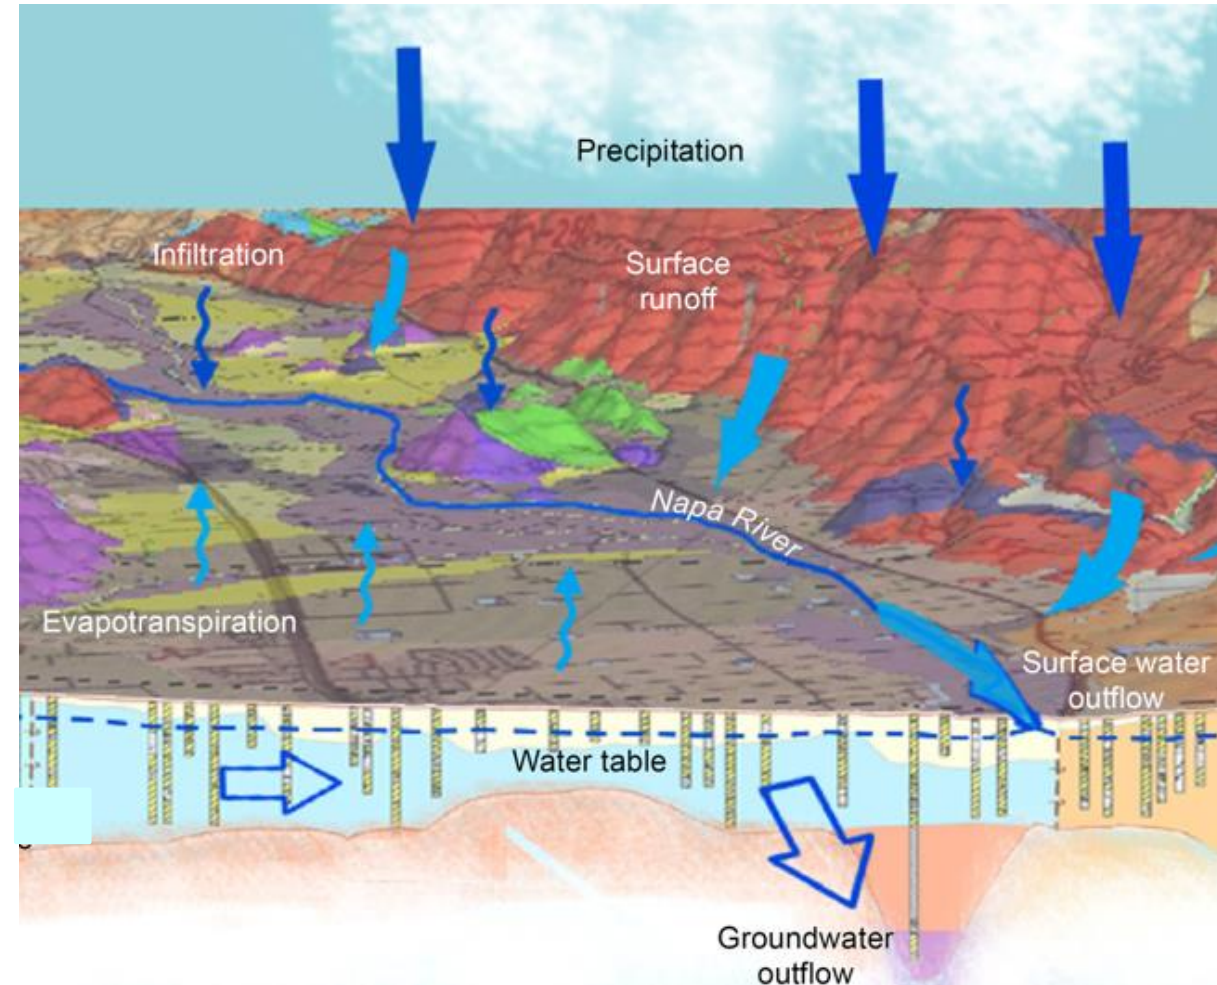 Precipitation
Infiltration
Surface
runoff
Napa River
Evapotranspiration
Surface water
outflow
Water table
Groundwater
outflow